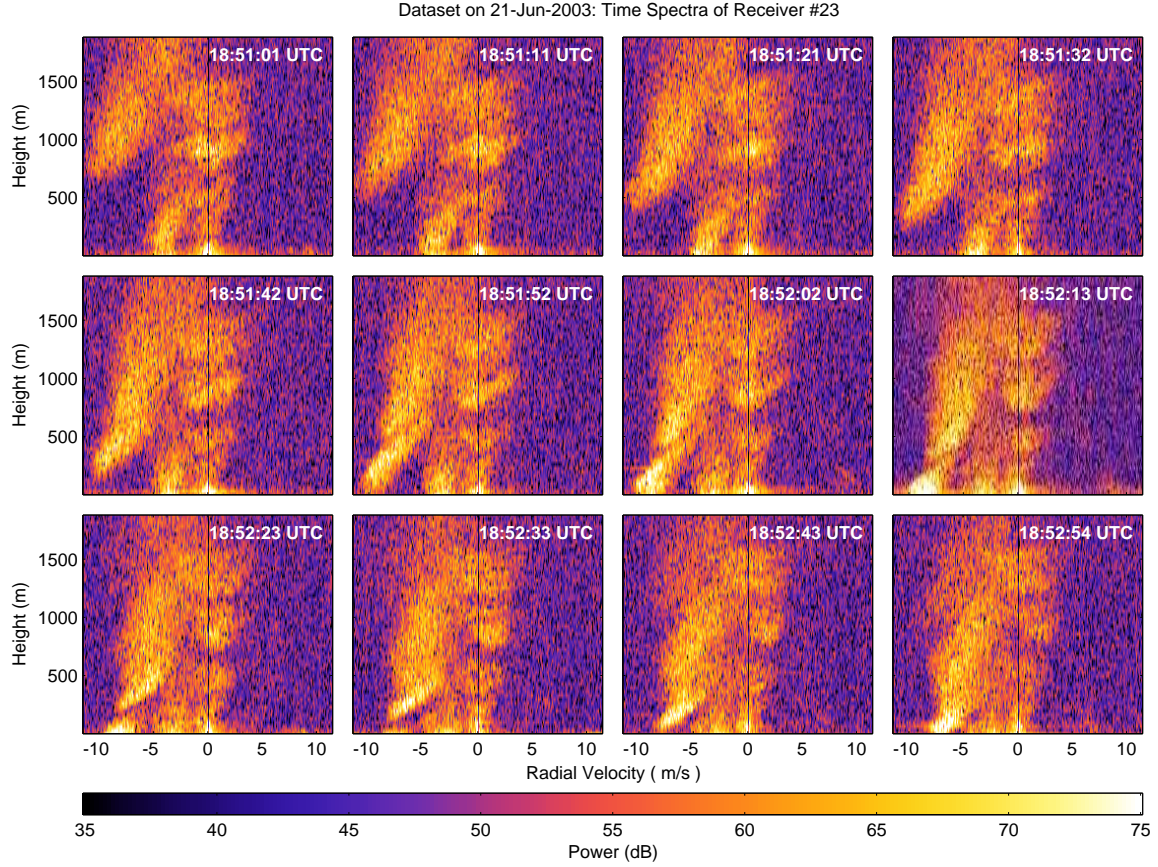 Dataset on 21-Jun-2003: Time Spectra of Receiver #23
18:51:01 UTC 18:51:11 UTC 18:51:21 UTC 18:51:32 UTC
1500
1000
500
Height (m)
18:51:42 UTC 18:51:52 UTC 18:52:02 UTC 18:52:13 UTC
1500
1000
500
Height (m)
18:52:23 UTC 18:52:33 UTC 18:52:43 UTC 18:52:54 UTC
1500
1000
500
Height (m)
-10 -5 0 5 10 -10 -5 0 5 10 -10 -5 0 5 10 -10 -5 0 5 10
Radial Velocity ( m/s )
35 40 45 50 55 60 65 70 75
Power (dB)